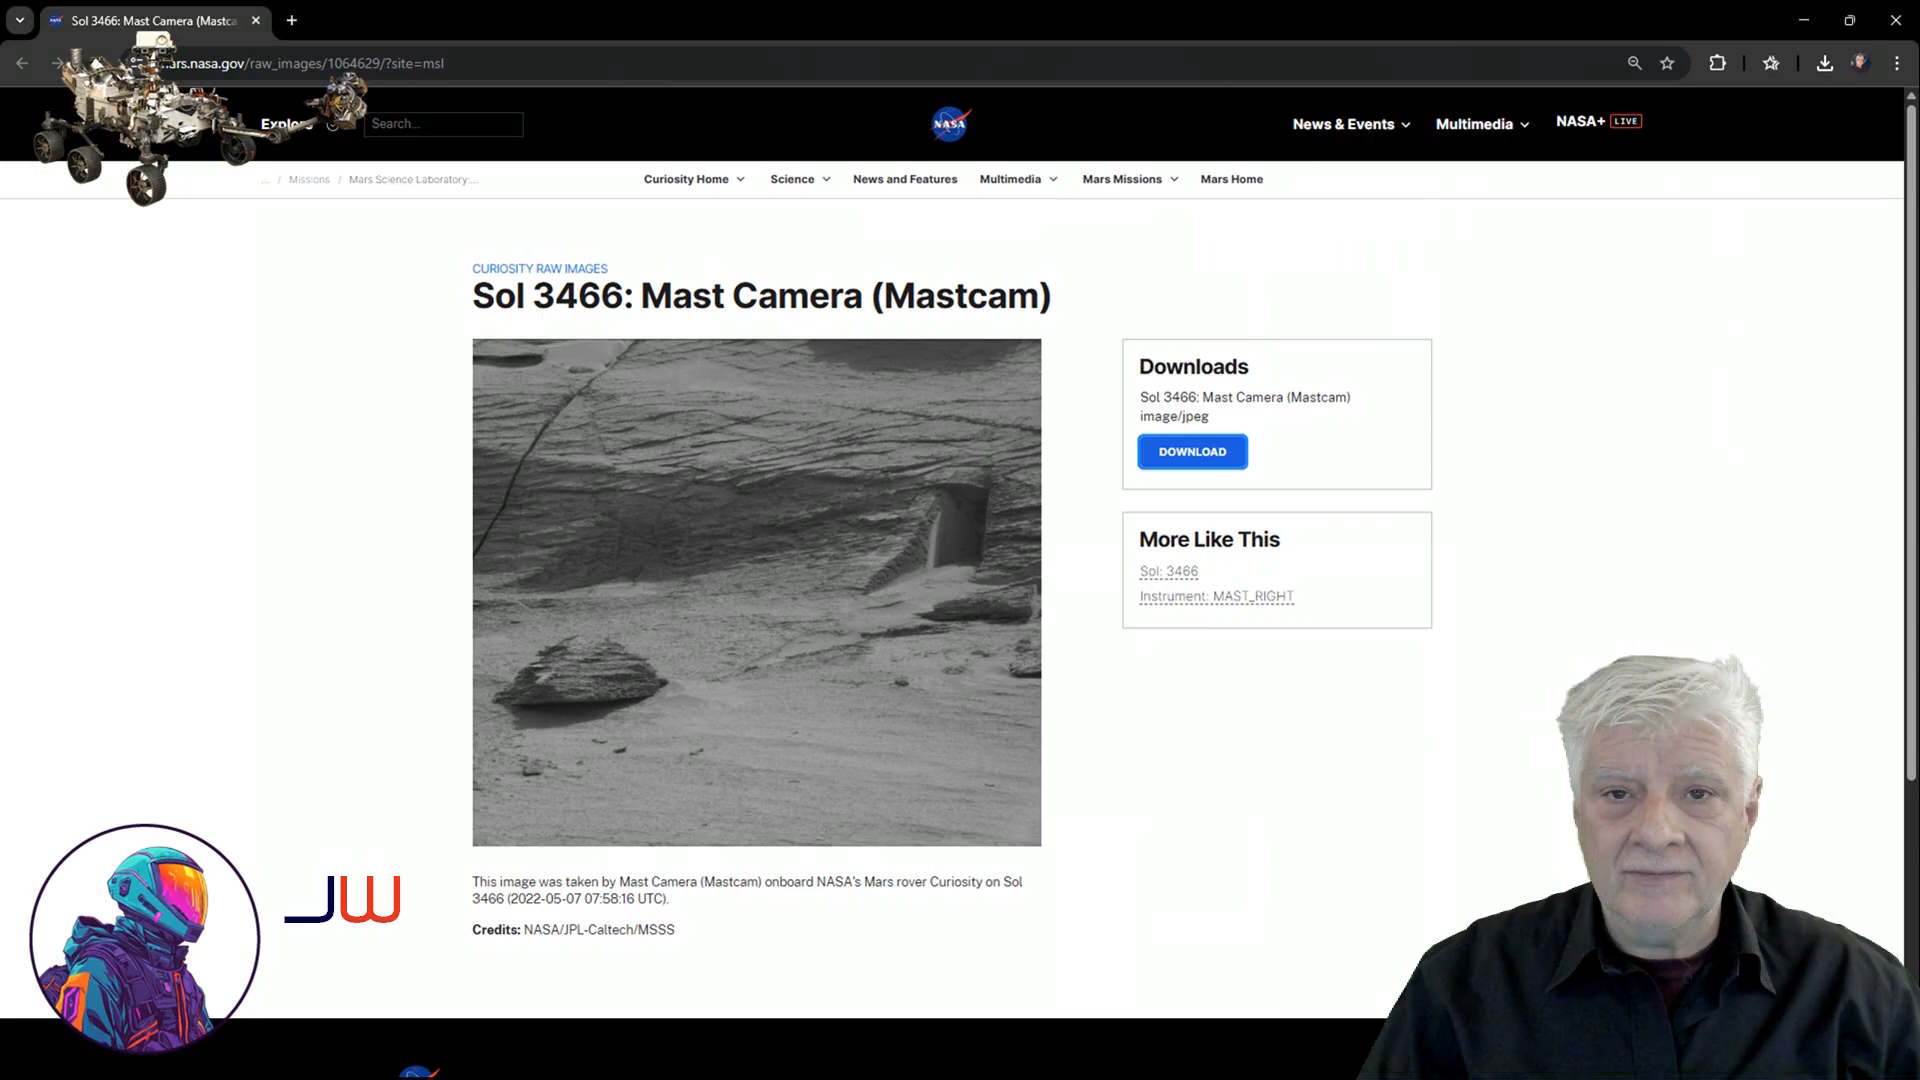 Sol 3466: Mast Camera (Mastca
ars.nasa.gov/raw_images/1064629/?site=msl
Explore
Search...
NASA
News & Events
Multimedia
NASA+ LIVE
... / Missions / Mars Science Laboratory:...
Curiosity Home
Science
News and Features
Multimedia
Mars Missions
Mars Home
CURIOSITY RAW IMAGES
Sol 3466: Mast Camera (Mastcam)
Downloads
Sol 3466: Mast Camera (Mastcam)
image/jpeg
DOWNLOAD
More Like This
Sol: 3466
Instrument: MAST_RIGHT
This image was taken by Mast Camera (Mastcam) onboard NASA's Mars rover Curiosity on Sol
3466 (2022-05-07 07:58:16 UTC).
Credits: NASA/JPL-Caltech/MSSS
JW